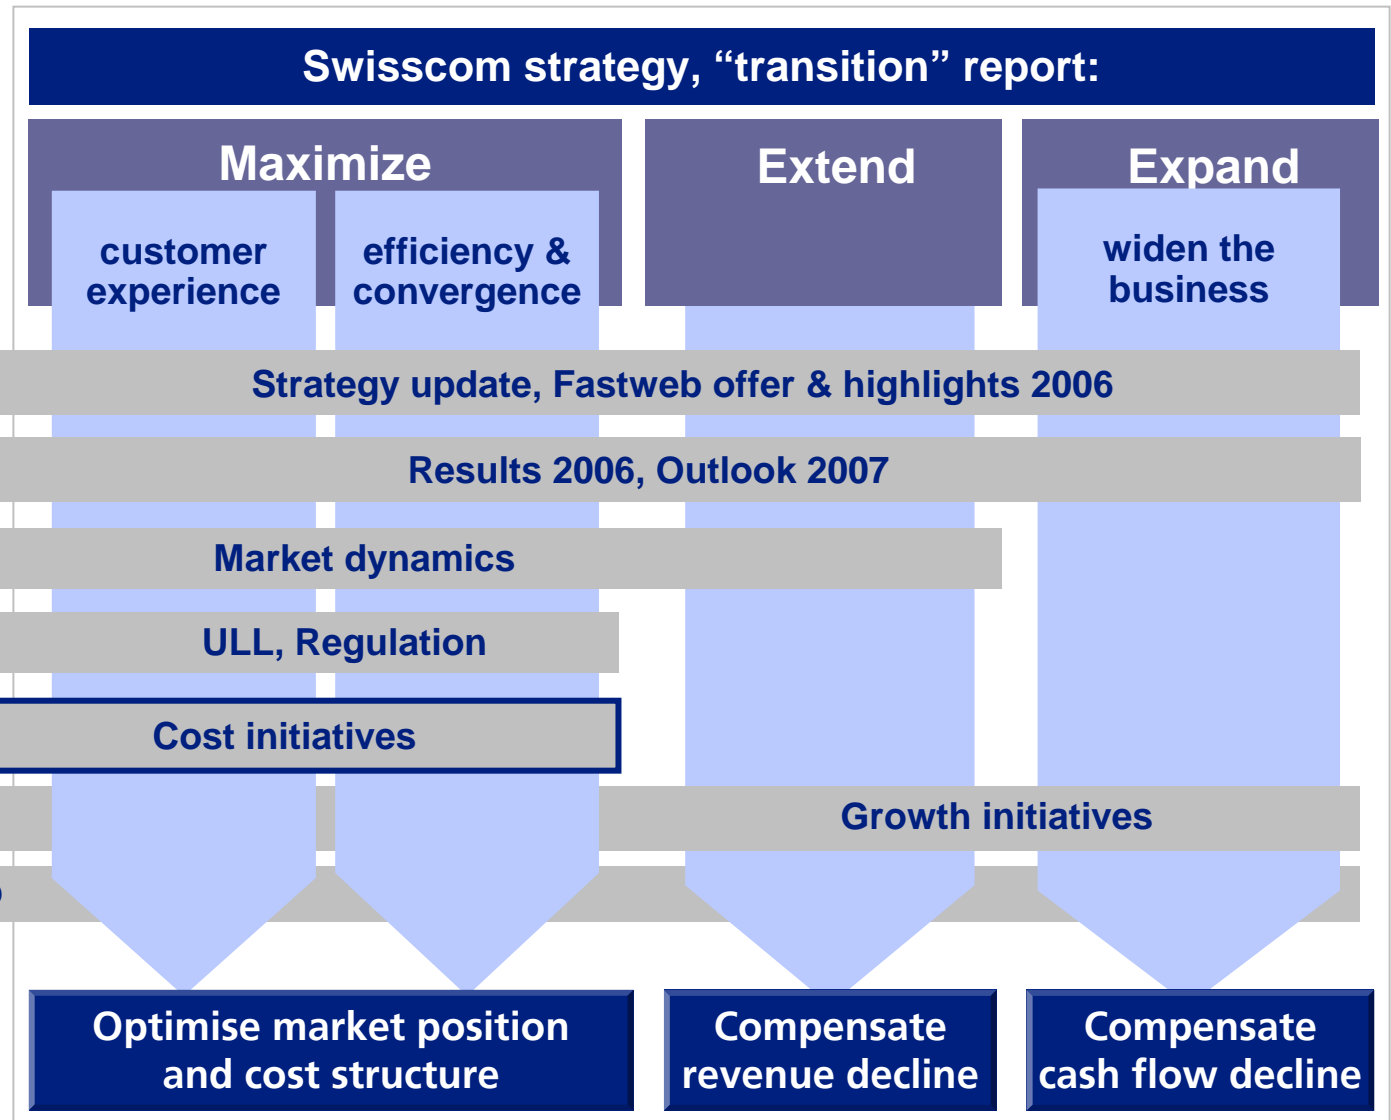 Swisscom strategy, “transition” report:
Maximize
Extend
Expand
customer
experience
efficiency &
convergence
widen the
business
Strategy update, Fastweb offer & highlights 2006
Results 2006, Outlook 2007
Market dynamics
ULL, Regulation
Cost initiatives
Growth initiatives
Optimise market position
and cost structure
Compensate
revenue decline
Compensate
cash flow decline